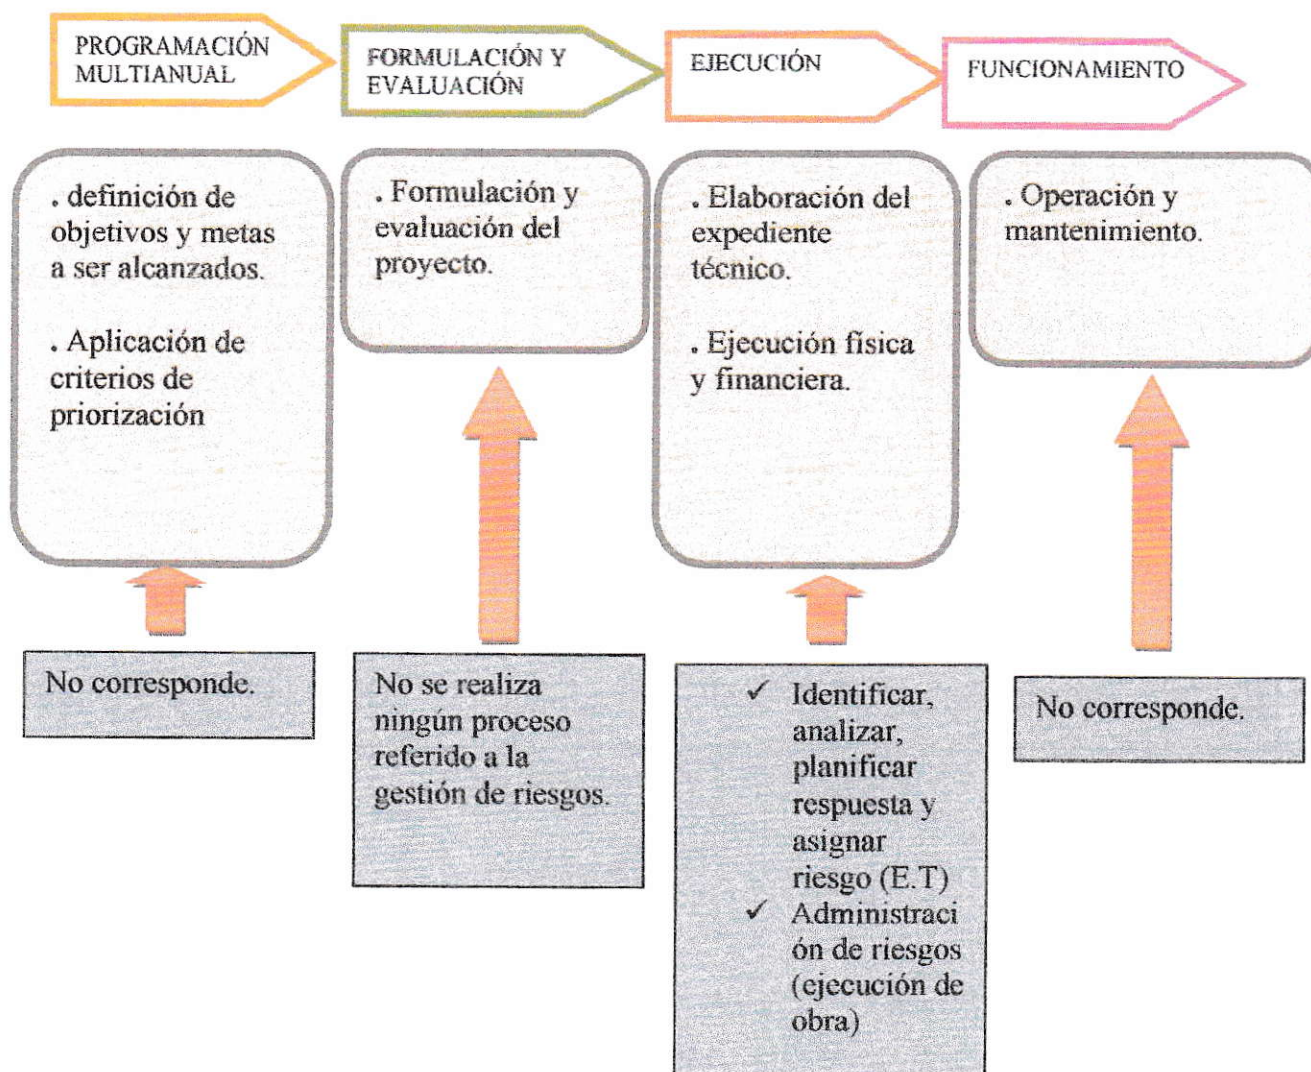 PROGRAMACIÓN
MULTIANUAL
FORMULACIÓN Y
EVALUACIÓN
EJECUCIÓN
FUNCIONAMIENTO
. definición de
objetivos y metas
a ser alcanzados.
. Aplicación de
criterios de
priorización
. Formulación y
evaluación del
proyecto.
. Elaboración del
expediente
técnico.
. Ejecución física
y financiera.
. Operación y
mantenimiento.
No corresponde.
No se realiza
ningún proceso
referido a la
gestión de riesgos.
✓ Identificar,
analizar,
planificar
respuesta y
asignar
riesgo (E.T)
✓ Administraci
ón de riesgos
(ejecución de
obra)
No corresponde.